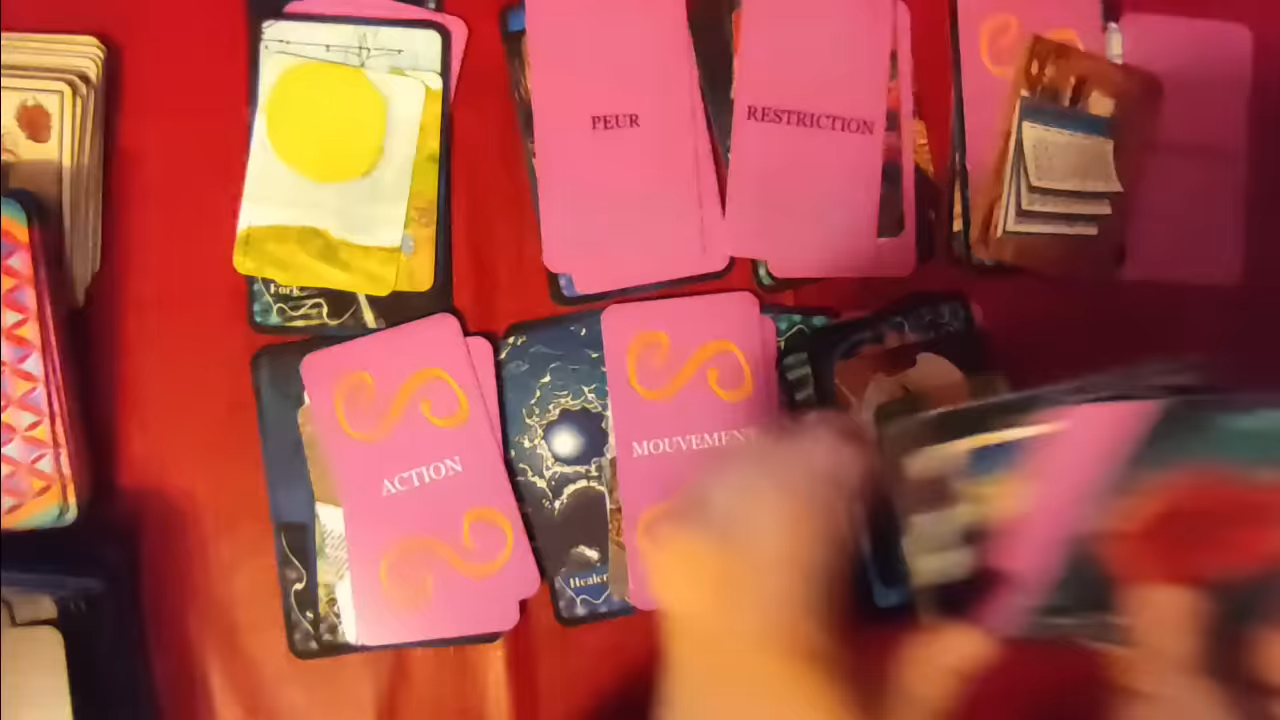 PEUR
RESTRICTION
Fork
ACTION
MOUVEMENT
Healer